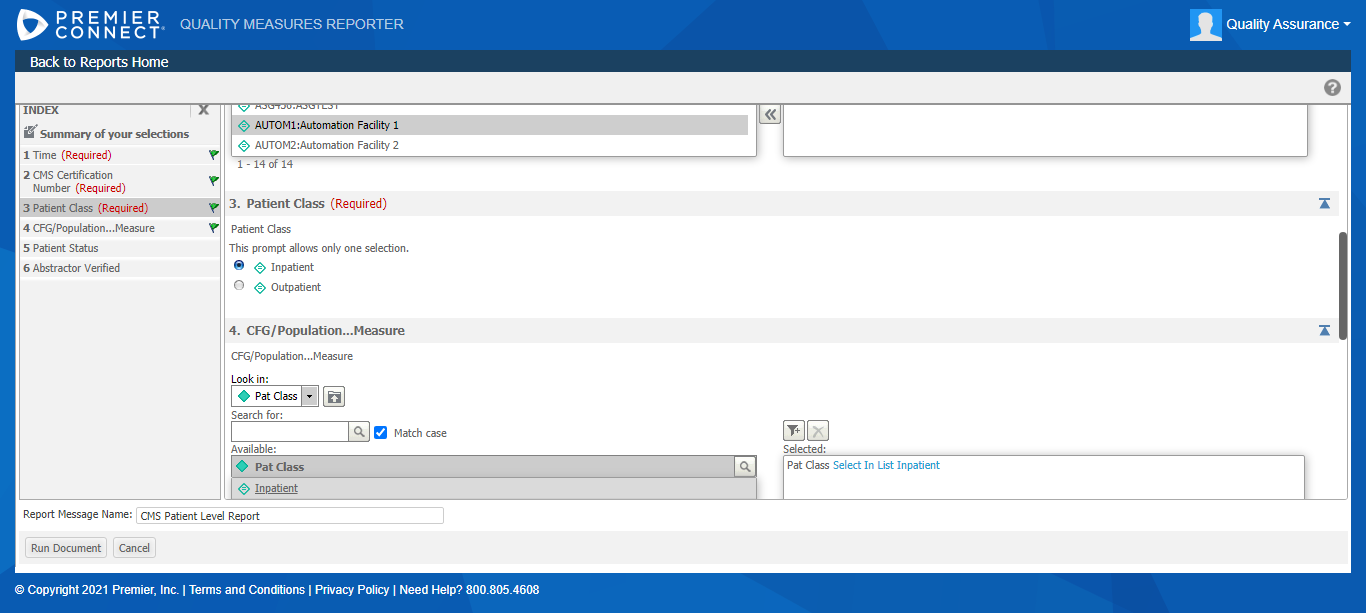 PREMIER
CONNECT
QUALITY MEASURES REPORTER
Quality Assurance
Back to Reports Home
INDEX
Summary of your selections
1 Time (Required)
2 CMS Certification
Number (Required)
3 Patient Class (Required)
4 CFG/Population...Measure
5 Patient Status
6 Abstractor Verified
ASG456:ASGTEST
AUTOM1:Automation Facility 1
AUTOM2:Automation Facility 2
1 - 14 of 14
3. Patient Class (Required)
Patient Class
This prompt allows only one selection.
Inpatient
Outpatient
4. CFG/Population...Measure
CFG/Population...Measure
Look in:
Pat Class
Search for:
Match case
Available:
Pat Class
Inpatient
Selected:
Pat Class Select In List Inpatient
Report Message Name: CMS Patient Level Report
Run Document Cancel
© Copyright 2021 Premier, Inc. | Terms and Conditions | Privacy Policy | Need Help? 800.805.4608